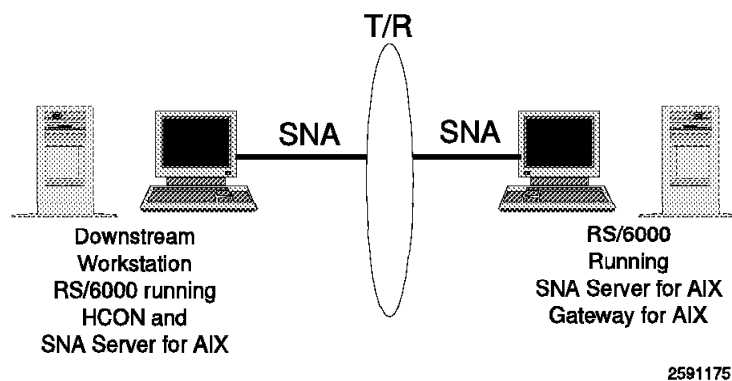 T/R
SNA
SNA
Downstream
Workstation
RS/6000 running
HCON and
SNA Server for AIX
RS/6000
Running
SNA Server for AIX
Gateway for AIX
2591175